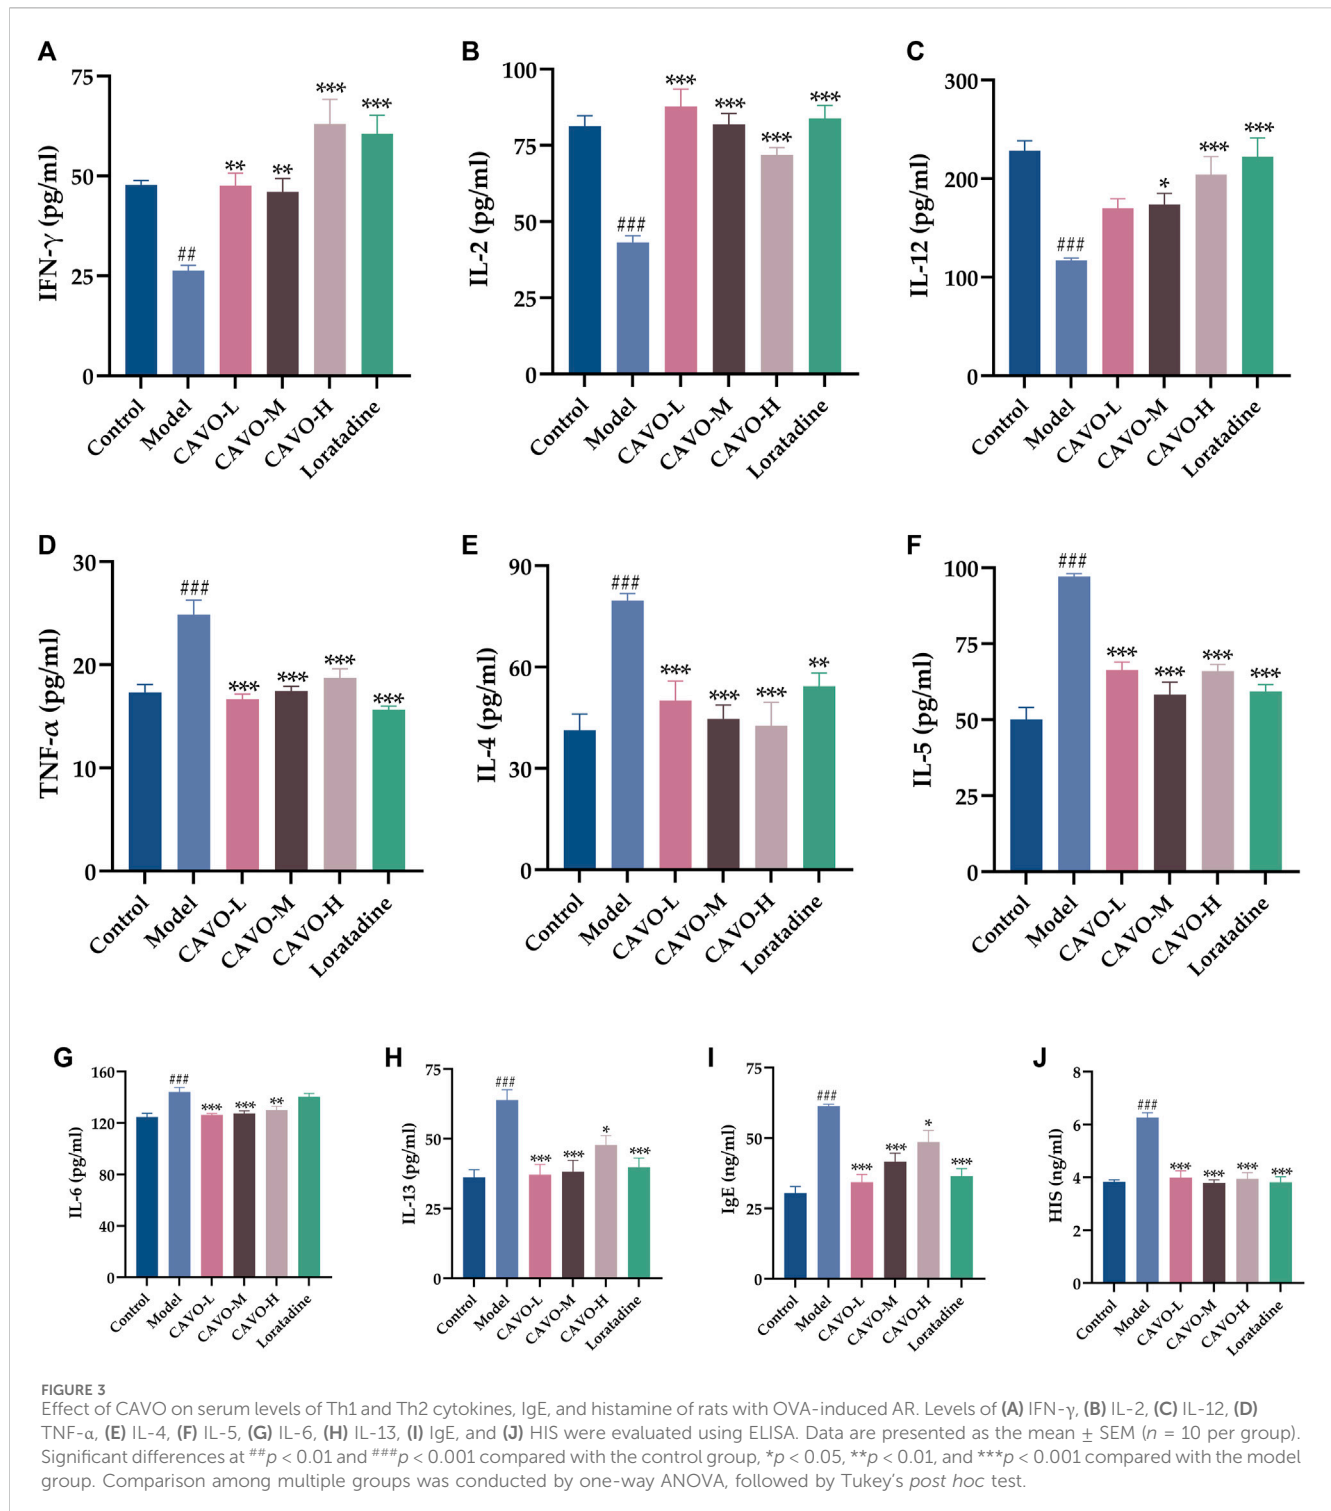 A
IFN-γ (pg/ml)
75
50
25
0
##
**
**
***
***
Control
Model
CAVO-L
CAVO-M
CAVO-H
Loratadine
B
IL-2 (pg/ml)
100
75
50
25
0
###
***
***
***
***
Control
Model
CAVO-L
CAVO-M
CAVO-H
Loratadine
C
IL-12 (pg/ml)
300
200
100
0
###
*
***
***
Control
Model
CAVO-L
CAVO-M
CAVO-H
Loratadine
D
TNF-α (pg/ml)
30
20
10
0
###
***
***
***
***
Control
Model
CAVO-L
CAVO-M
CAVO-H
Loratadine
E
IL-4 (pg/ml)
90
60
30
0
###
***
***
***
**
Control
Model
CAVO-L
CAVO-M
CAVO-H
Loratadine
F
IL-5 (pg/ml)
100
75
50
25
0
###
***
***
***
***
Control
Model
CAVO-L
CAVO-M
CAVO-H
Loratadine
G
IL-6 (pg/ml)
160
120
80
40
0
###
***
***
**
Control
Model
CAVO-L
CAVO-M
CAVO-H
Loratadine
H
IL-13 (pg/ml)
75
50
25
0
###
***
***
*
***
Control
Model
CAVO-L
CAVO-M
CAVO-H
Loratadine
I
IgE (ng/ml)
75
50
25
0
###
***
***
*
***
Control
Model
CAVO-L
CAVO-M
CAVO-H
Loratadine
J
HIS (ng/ml)
8
6
4
2
0
###
***
***
***
***
Control
Model
CAVO-L
CAVO-M
CAVO-H
Loratadine
FIGURE 3
Effect of CAVO on serum levels of Th1 and Th2 cytokines, IgE, and histamine of rats with OVA-induced AR. Levels of (A) IFN-γ, (B) IL-2, (C) IL-12, (D)
TNF-α, (E) IL-4, (F) IL-5, (G) IL-6, (H) IL-13, (I) IgE, and (J) HIS were evaluated using ELISA. Data are presented as the mean ± SEM (n = 10 per group).
Significant differences at ##p < 0.01 and ###p < 0.001 compared with the control group, *p < 0.05, **p < 0.01, and ***p < 0.001 compared with the model
group. Comparison among multiple groups was conducted by one-way ANOVA, followed by Tukey's post hoc test.